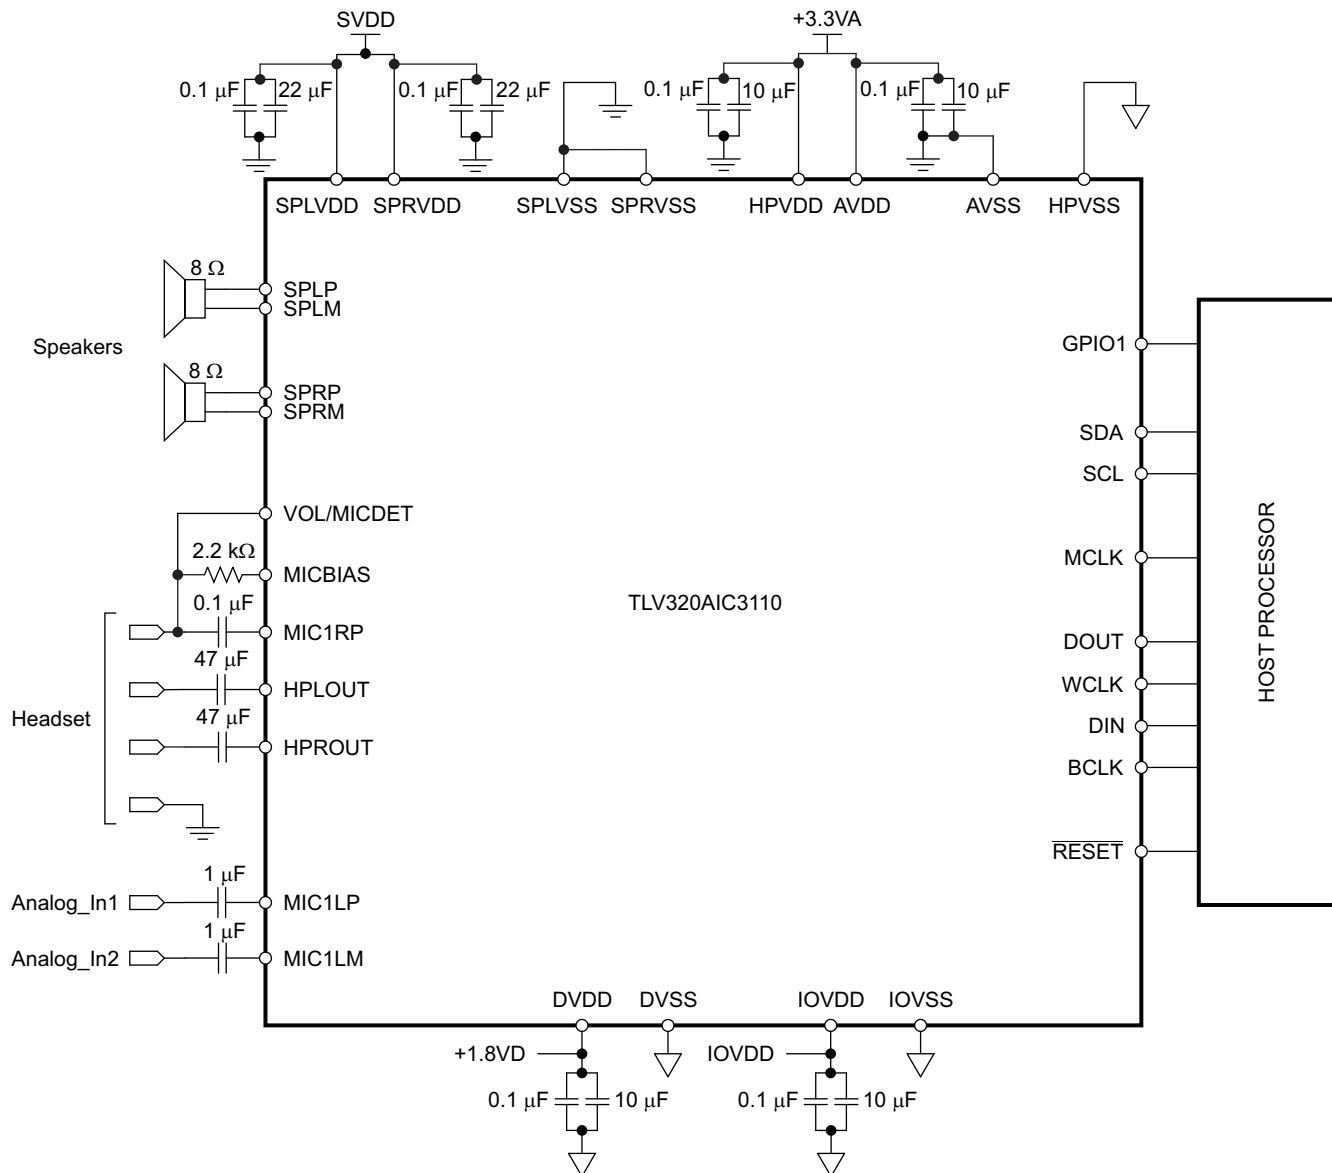 SVDD
+3.3VA
0.1 μF
22 μF
0.1 μF
22 μF
0.1 μF
10 μF
0.1 μF
10 μF
SPLVDD
SPRVDD
SPLVSS
SPRVSS
HPVDD
AVDD
AVSS
HPVSS
8 Ω
SPLP
SPLM
Speakers
8 Ω
SPRP
SPRM
GPIO1
SDA
SCL
VOL/MICDET
2.2 kΩ
MICBIAS
MCLK
0.1 μF
MIC1RP
TLV320AIC3110
HOST PROCESSOR
DOUT
47 μF
HPLOUT
WCLK
Headset
47 μF
HPROUT
DIN
BCLK
RESET
1 μF
Analog_In1
MIC1LP
1 μF
Analog_In2
MIC1LM
DVDD
DVSS
IOVDD
IOVSS
+1.8VD
IOVDD
0.1 μF
10 μF
0.1 μF
10 μF